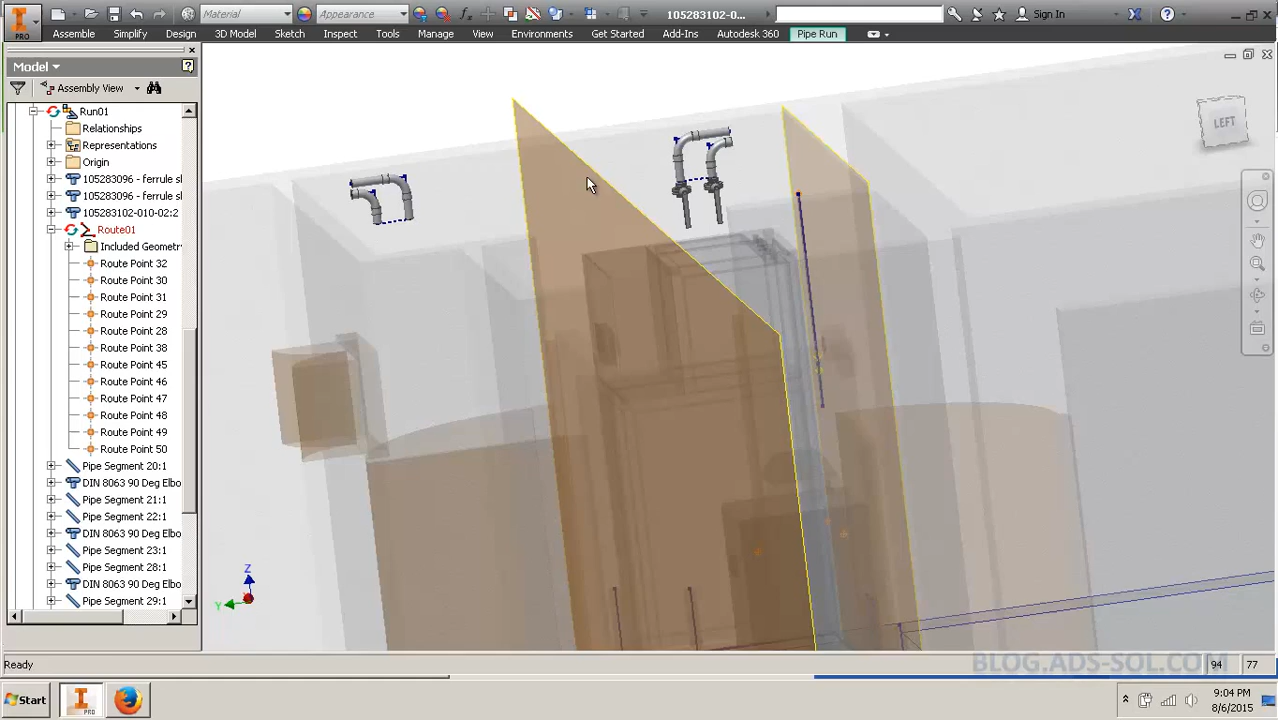 Material
Appearance
105283102-0...
Sign In
PRO
Assemble Simplify Design 3D Model Sketch Inspect Tools Manage View Environments Get Started Add-Ins Autodesk 360 Pipe Run
Model
Assembly View
Run01
Relationships
Representations
Origin
105283096 - ferrule sl
105283096 - ferrule sl
105283102-010-02:2
Route01
Included Geometr
Route Point 32
Route Point 30
Route Point 31
Route Point 29
Route Point 28
Route Point 38
Route Point 45
Route Point 46
Route Point 47
Route Point 48
Route Point 49
Route Point 50
Pipe Segment 20:1
DIN 8063 90 Deg Elbo
Pipe Segment 21:1
Pipe Segment 22:1
DIN 8063 90 Deg Elbo
Pipe Segment 23:1
Pipe Segment 28:1
DIN 8063 90 Deg Elbo
Pipe Segment 29:1
LEFT
Z
Y
Ready
94 77
BLOG.ADS-SOL.COM
Start
PRO
9:04 PM
8/6/2015